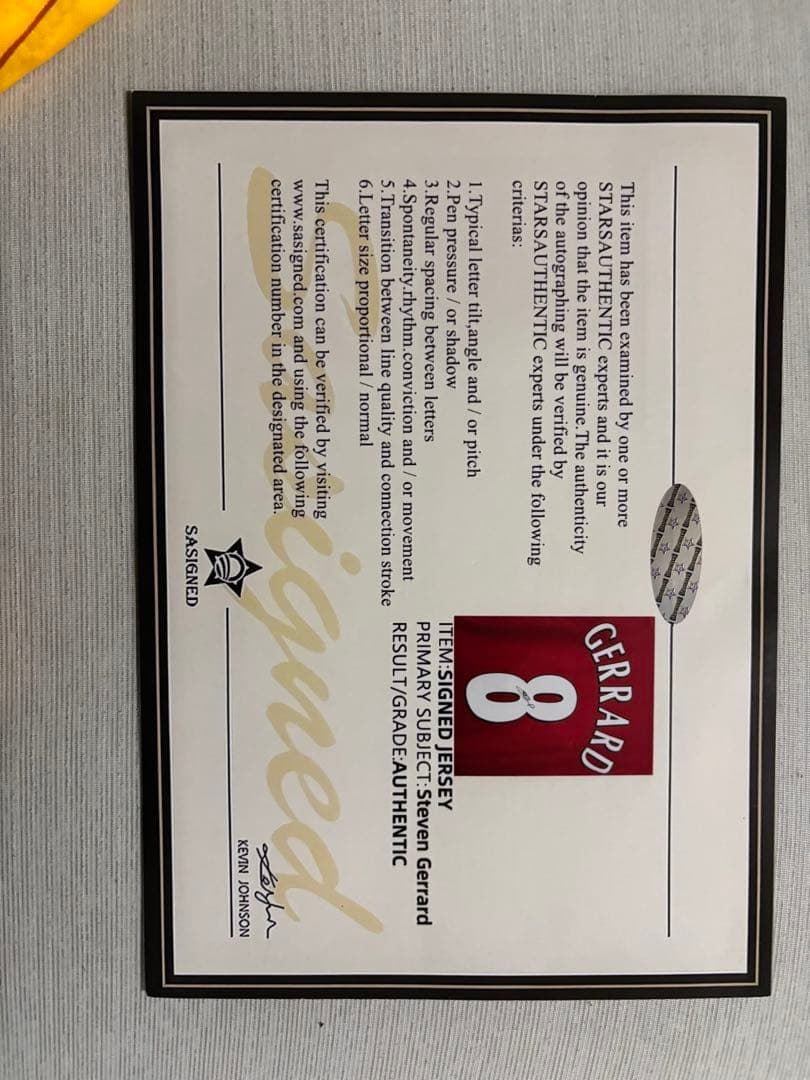 This item has been examined by one or more
STARSAUTHENTIC experts and it is our
opinion that the item is genuine.The authenticity
of the autographing will be verified by
STARSAUTHENTIC experts under the following
criterias:
1.Typical letter tilt,angle and / or pitch
2.Pen pressure / or shadow
3.Regular spacing between letters
4.Spontaneity.rhythm.conviction and / or movement
5.Transition between line quality and connection stroke
6.Letter size proportional / normal
This certification can be verified by visiting
www.sasigned.com and using the following
certification number in the designated area.
GERRARD
8
ITEM:SIGNED JERSEY
PRIMARY SUBJECT:Steven Gerrard
RESULT/GRADE:AUTHENTIC
Sasigned
SASIGNED
KEVIN JOHNSON